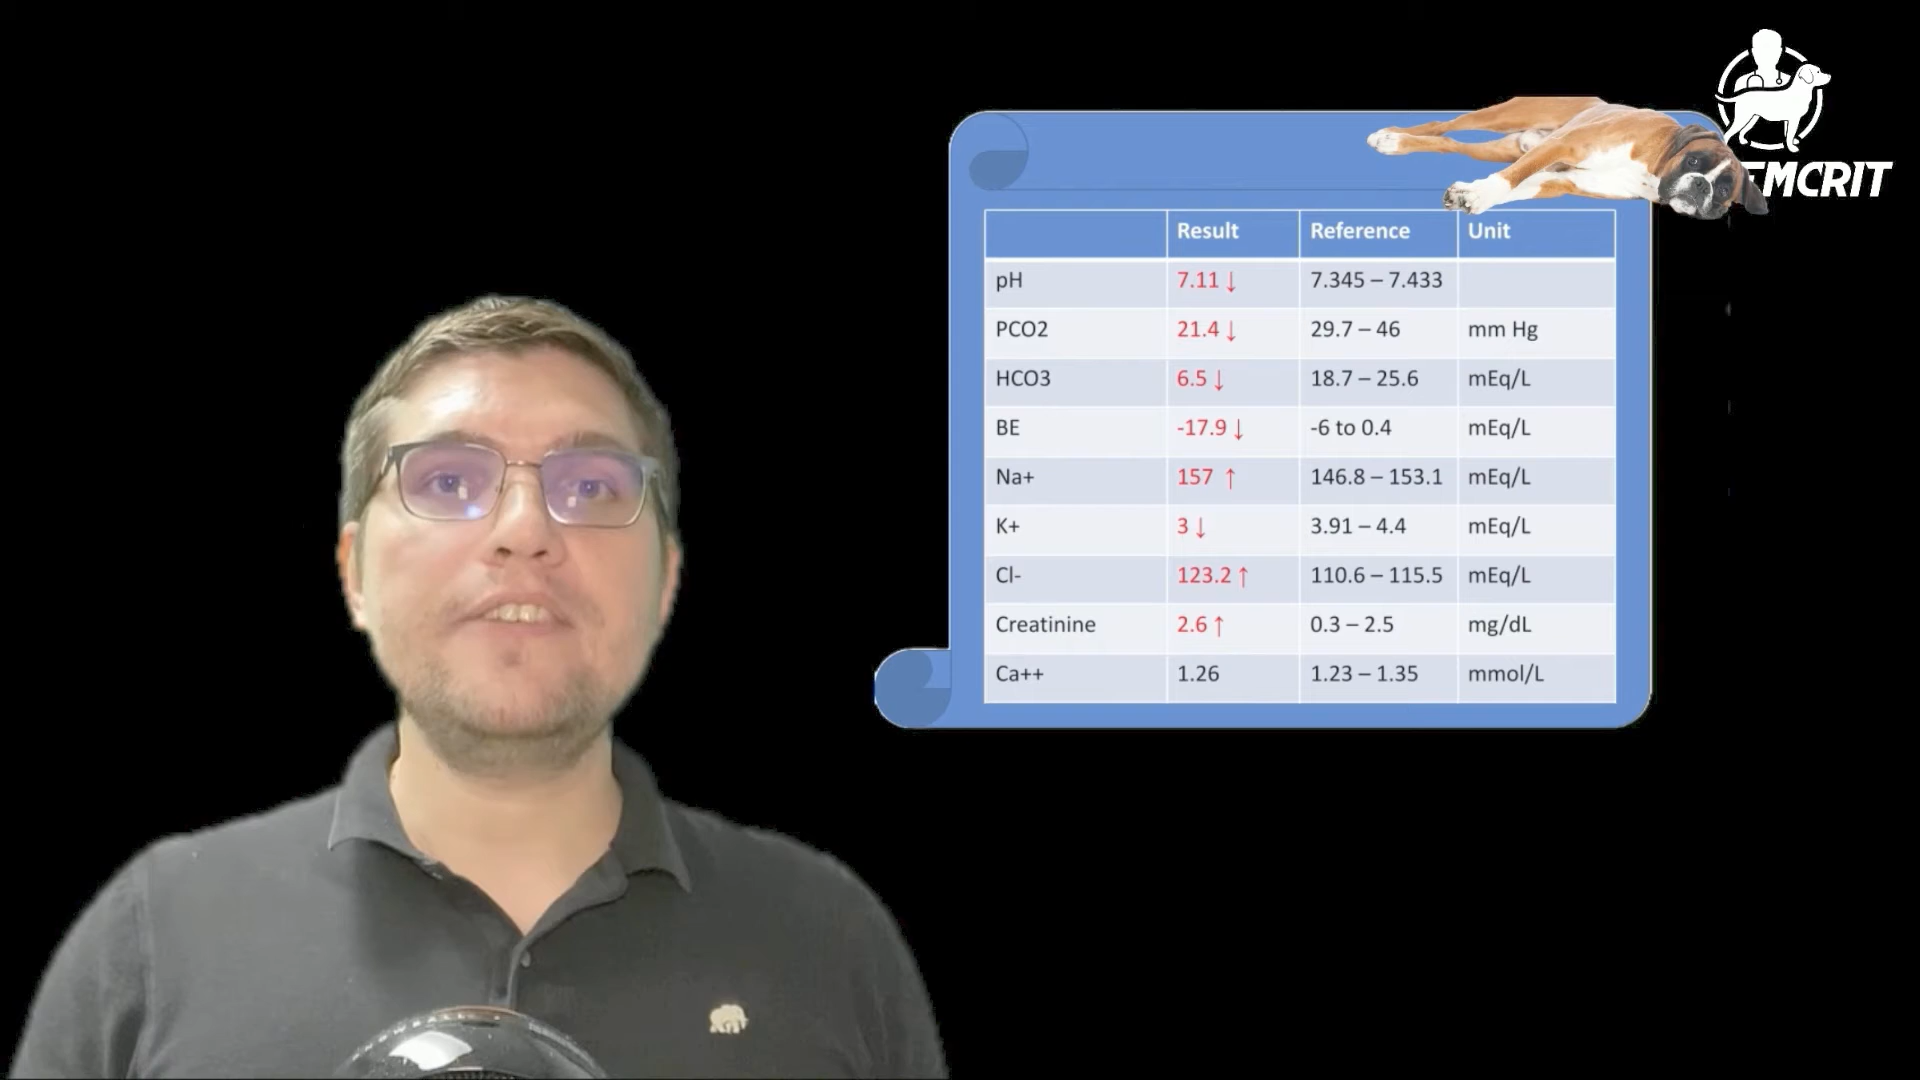 EMCRIT
Result Reference Unit
pH 7.11 ↓ 7.345 – 7.433
PCO2 21.4 ↓ 29.7 – 46 mm Hg
HCO3 6.5 ↓ 18.7 – 25.6 mEq/L
BE -17.9 ↓ -6 to 0.4 mEq/L
Na+ 157 ↑ 146.8 – 153.1 mEq/L
K+ 3 ↓ 3.91 – 4.4 mEq/L
Cl- 123.2 ↑ 110.6 – 115.5 mEq/L
Creatinine 2.6 ↑ 0.3 – 2.5 mg/dL
Ca++ 1.26 1.23 – 1.35 mmol/L